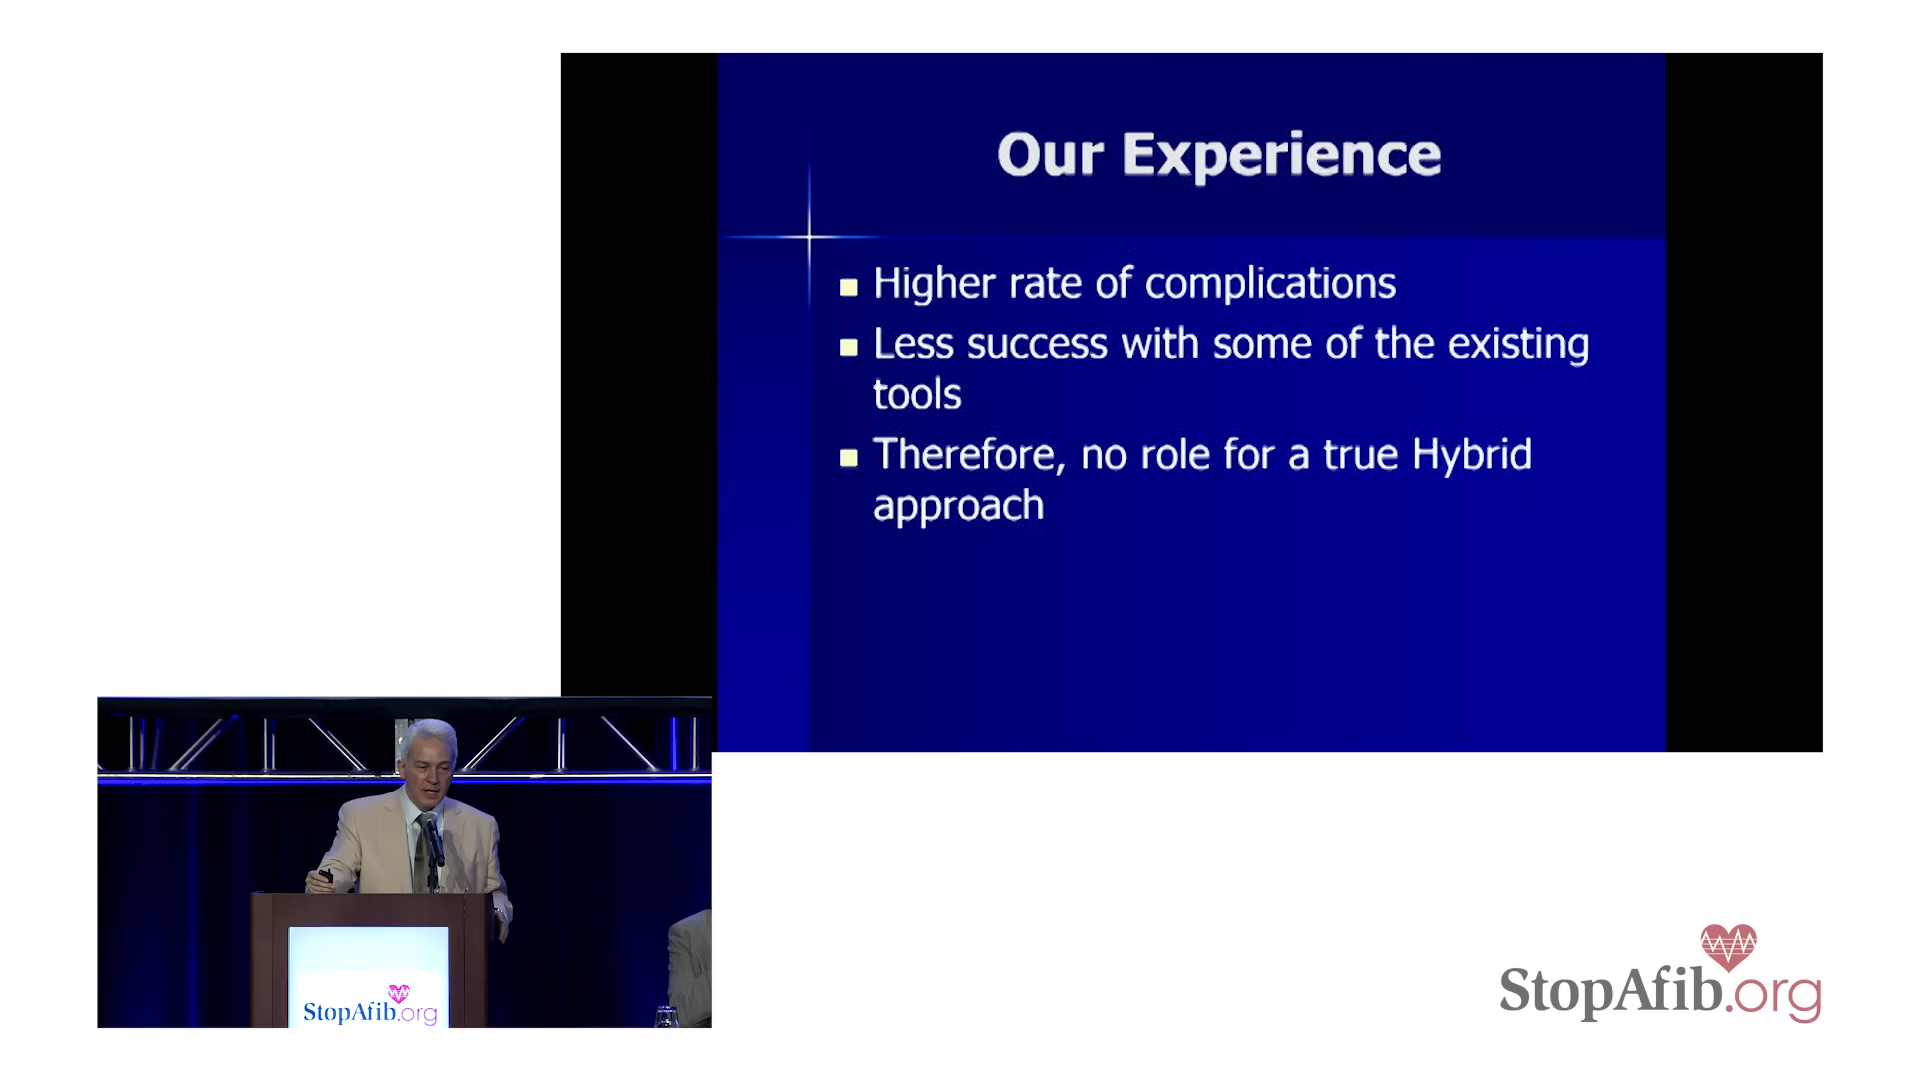 Our Experience
Higher rate of complications
Less success with some of the existing
tools
Therefore, no role for a true Hybrid
approach
StopAfib.org
StopAfib.org